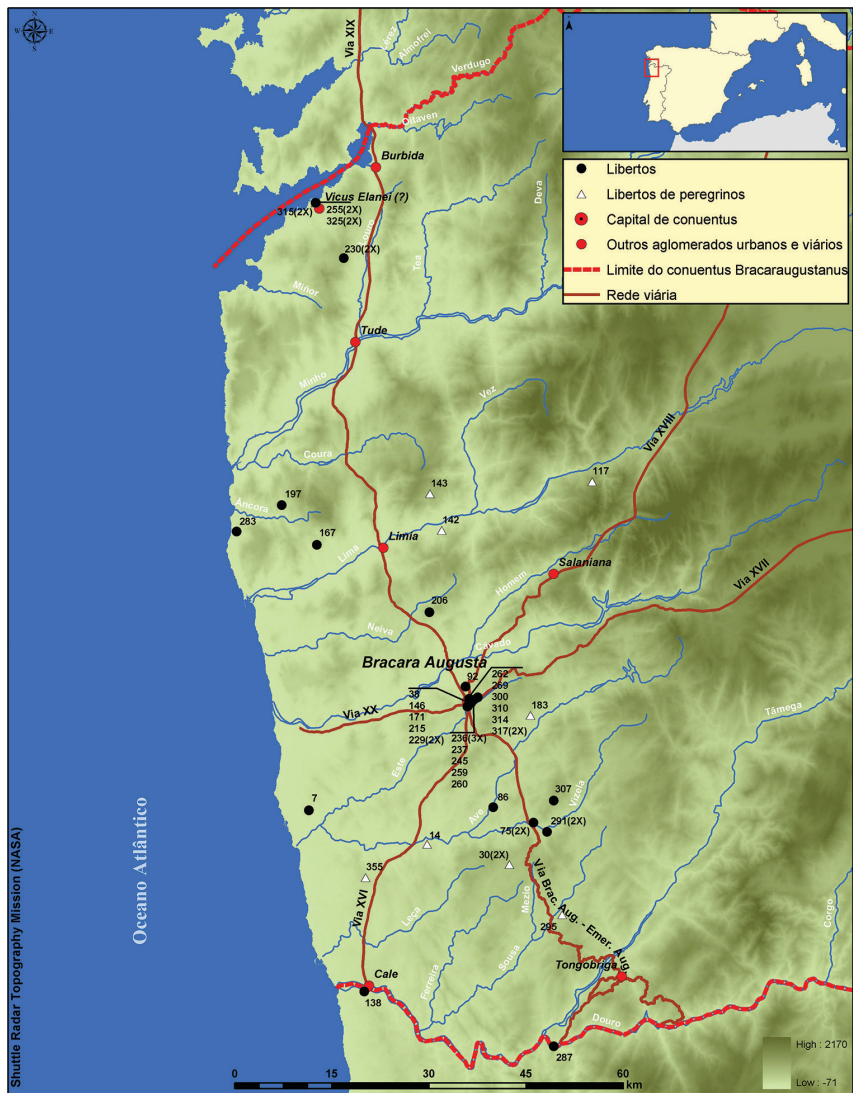 N
W
E
S
Via XIX
Almofrei
Verdugo
Oitaven
Burbida
Libertos
Libertos de peregrinos
Capital de conuentus
Outros aglomerados urbanos e viários
Limite do conuentus Bracaraugustanus
Rede viária
Vicus Elanei (?)
315(2X)
255(2X)
325(2X)
Deva
230(2X)
Tea
Minor
Tude
Minho
Vez
Via XVIII
Coura
143
117
197
Âncora
283
142
167
Limia
Lima
Salaniana
Homem
Via XVII
206
Neiva
Cávado
Bracara Augusta
92
262
269
300
310
314
317(2X)
38
146
171
215
229(2X)
Via XX
183
Tâmega
236(3X)
237
245
259
260
Este
7
86
307
Ave
Vizela
75(2X)
291(2X)
14
30(2X)
355
Via XVI
Leça
Mezio
Via Brac. Aug. - Emer. Aug.
295
Sousa
Ferreira
Corgo
Tongobriga
Cale
138
Douro
287
Oceano Atlântico
Shuttle Radar Topography Mission (NASA)
High : 2170
Low : -71
0
15
30
45
60
km